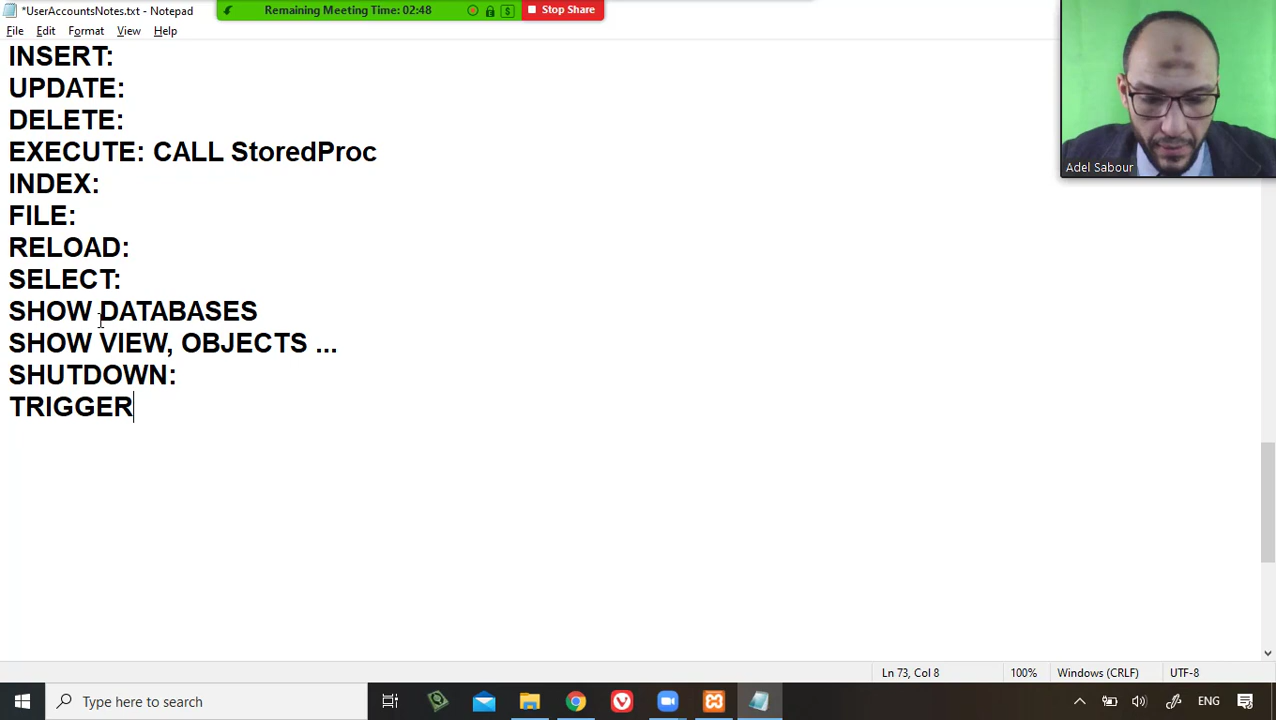 *UserAccountsNotes.txt - Notepad
Remaining Meeting Time: 02:48
Stop Share
File Edit Format View Help
INSERT:
UPDATE:
DELETE:
EXECUTE: CALL StoredProc
INDEX:
FILE:
RELOAD:
SELECT:
SHOW DATABASES
SHOW VIEW, OBJECTS ...
SHUTDOWN:
TRIGGER
Adel Sabour
Ln 73, Col 8
100%
Windows (CRLF)
UTF-8
Type here to search
ENG